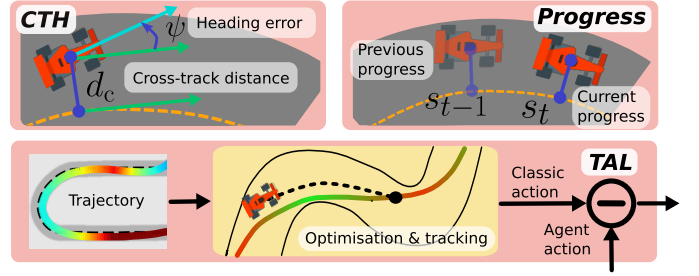 CTH
ψ
Heading error
d_c
Cross-track distance
Progress
Previous
progress
s_{t−1}
s_t
Current
progress
Trajectory
Optimisation & tracking
Classic
action
TAL
Agent
action